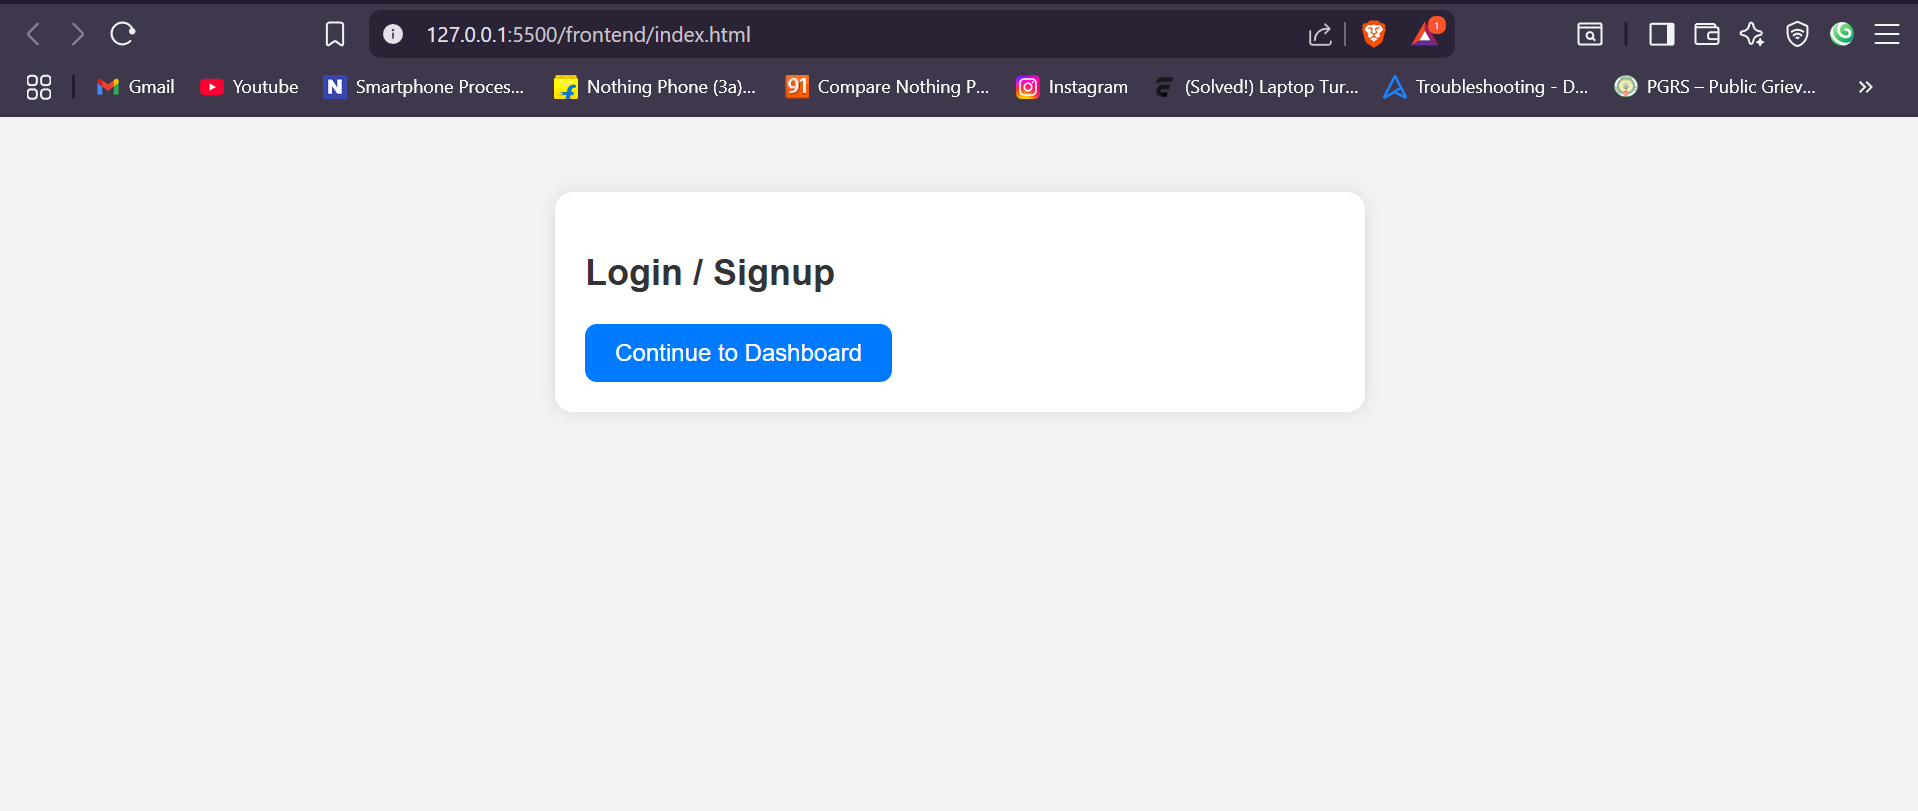 127.0.0.1:5500/frontend/index.html
1
Gmail
Youtube
N
Smartphone Proces...
Nothing Phone (3a)...
91
Compare Nothing P...
Instagram
(Solved!) Laptop Tur...
Troubleshooting - D...
PGRS – Public Griev...
Login / Signup
Continue to Dashboard